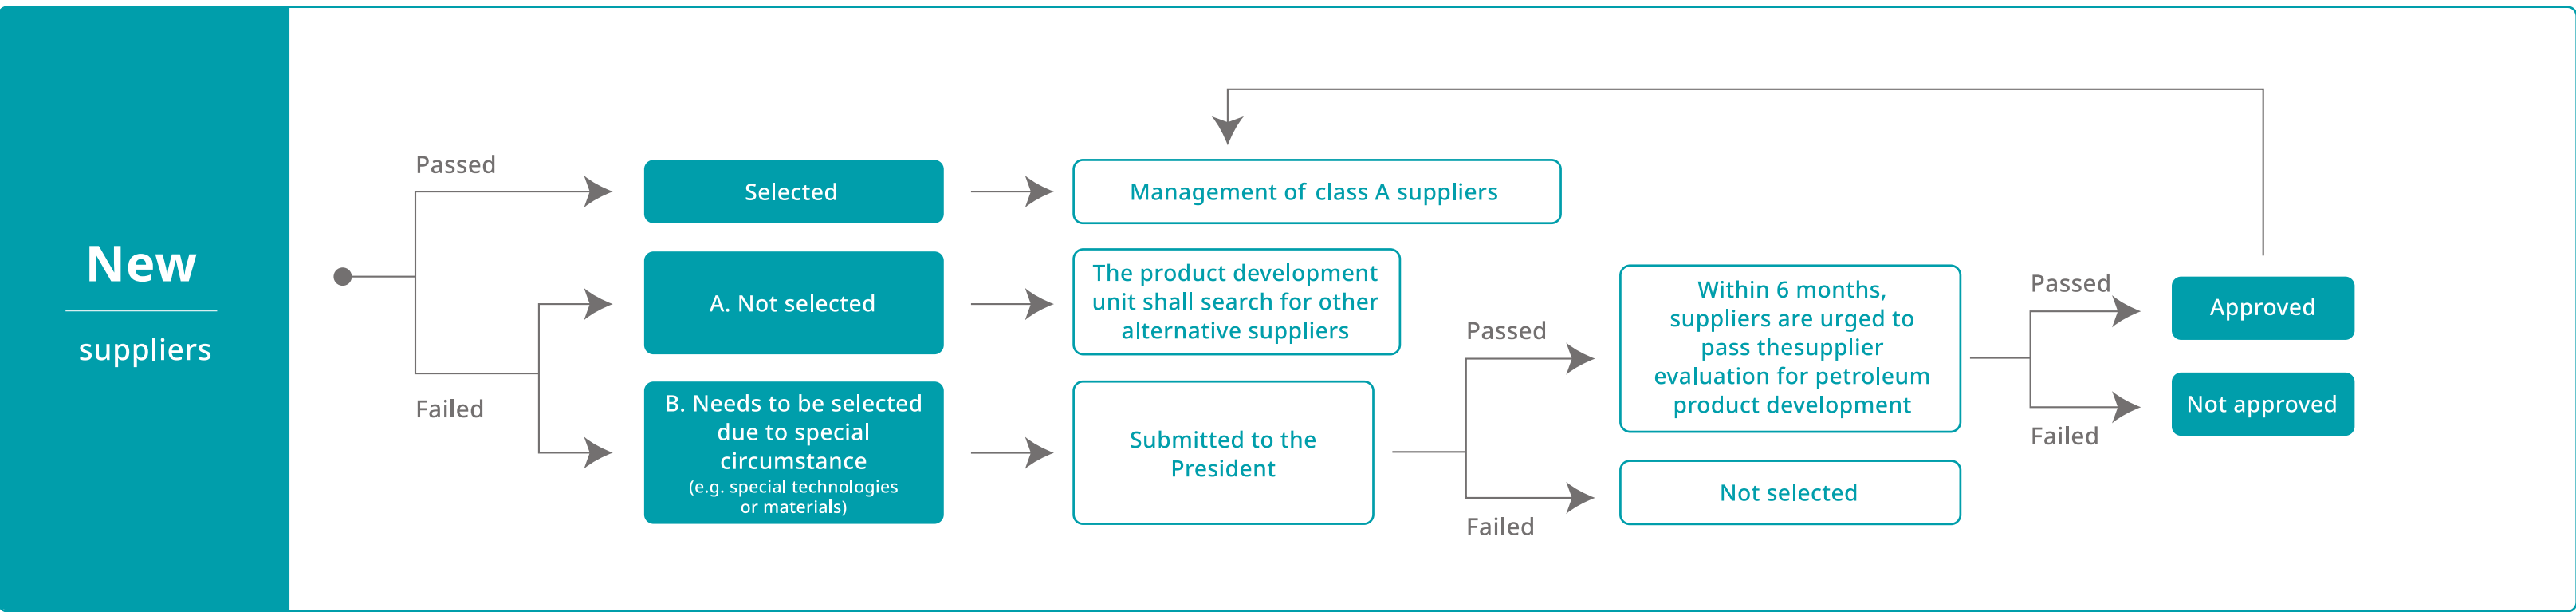 New
suppliers
Passed
Failed
Selected
A. Not selected
B. Needs to be selected
due to special
circumstance
(e.g. special technologies
or materials)
Management of class A suppliers
The product development
unit shall search for other
alternative suppliers
Submitted to the
President
Passed
Failed
Within 6 months,
suppliers are urged to
pass thesupplier
evaluation for petroleum
product development
Not selected
Passed
Failed
Approved
Not approved